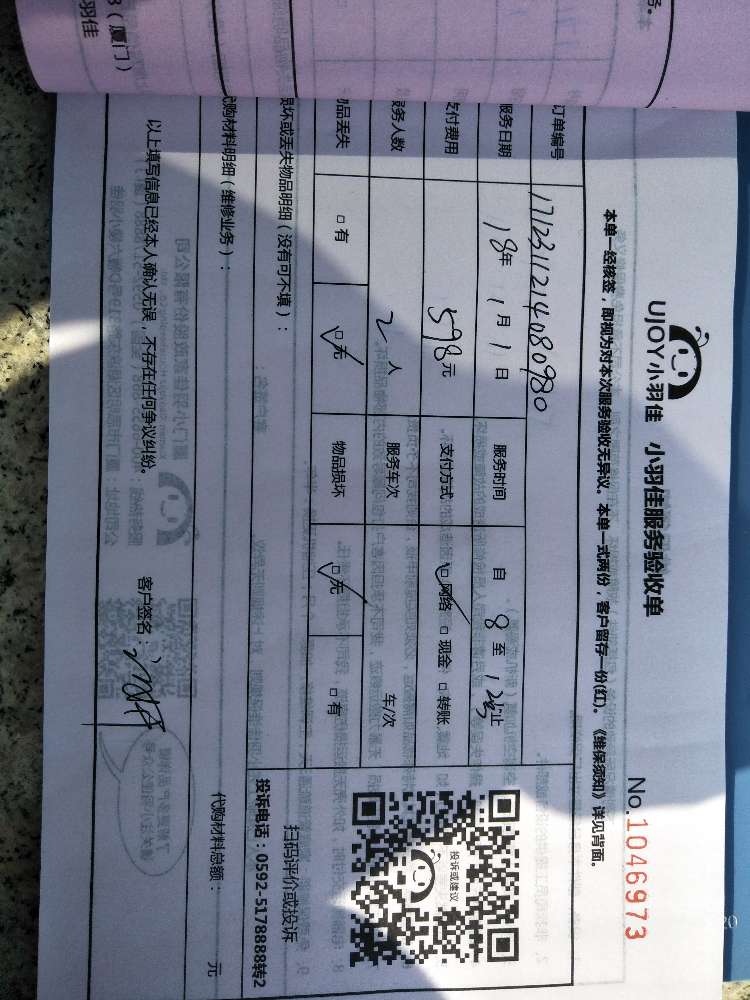 UJOY小羽佳 小羽佳服务验收单
No.1046973
本单一经核签，即视为对本次服务验收无异议。本单一式两份，客户留存一份(红)。《维保须知》详见背面。
订单编号 171231121408 0980
服务日期 18年 1月 1日 服务时间 自 8 至 12 止
支付费用 598元 支付方式 ☑网络 □现金 □转账
服务人数 2人 服务车次 车/次
物品丢失 □有 ☑无 物品损坏 ☑无 □有
投诉或建议
扫码评价或投诉
投诉电话：0592-5178888转2
损坏或丢失物品明细（没有可不填）：
代购材料明细（维修业务）： 代购材料总额： 元
以上填写信息已经本人确认无误，不存在任何争议纠纷。 客户签名：